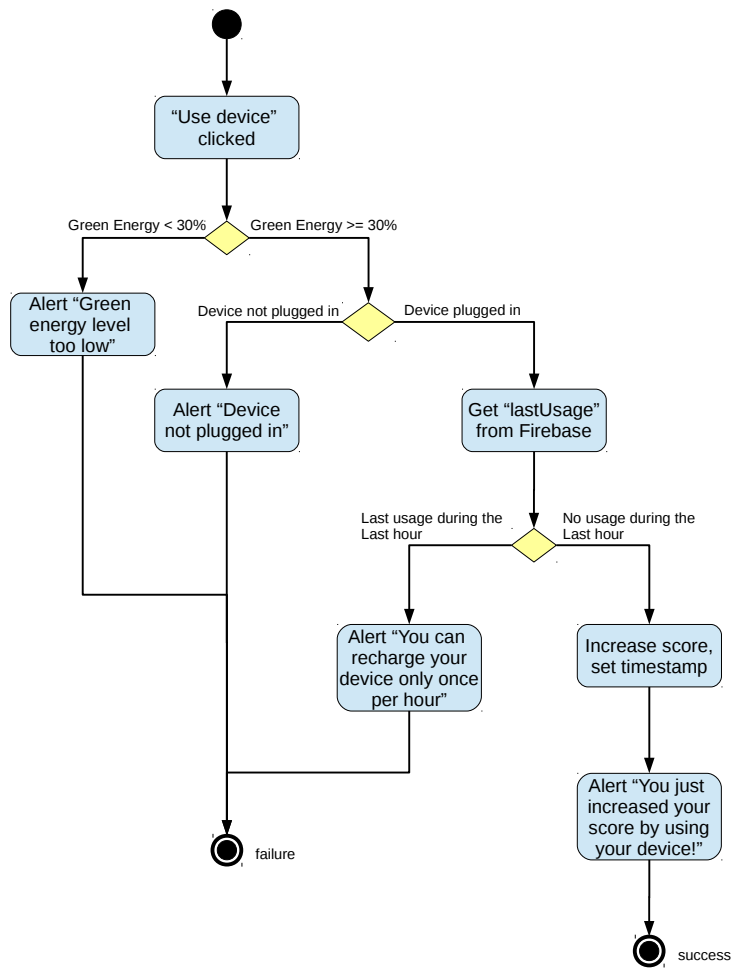 “Use device”
clicked
Green Energy < 30%
Green Energy >= 30%
Alert “Green
energy level
too low”
Device not plugged in
Device plugged in
Alert “Device
not plugged in”
Get “lastUsage”
from Firebase
Last usage during the
Last hour
No usage during the
Last hour
Alert “You can
recharge your
device only once
per hour”
Increase score,
set timestamp
Alert “You just
increased your
score by using
your device!”
failure
success